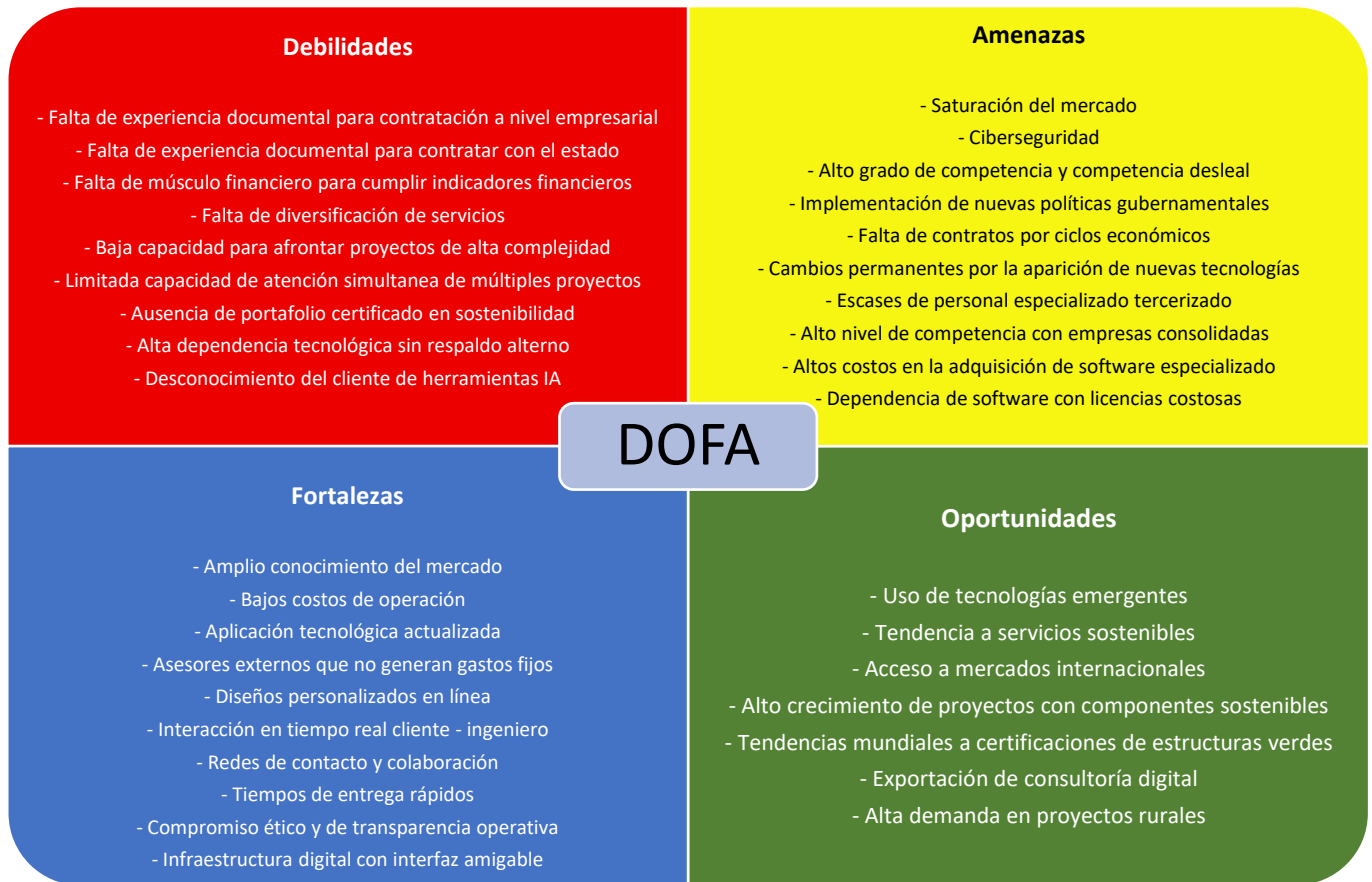 Debilidades
- Falta de experiencia documental para contratación a nivel empresarial
- Falta de experiencia documental para contratar con el estado
- Falta de músculo financiero para cumplir indicadores financieros
- Falta de diversificación de servicios
- Baja capacidad para afrontar proyectos de alta complejidad
- Limitada capacidad de atención simultanea de múltiples proyectos
- Ausencia de portafolio certificado en sostenibilidad
- Alta dependencia tecnológica sin respaldo alterno
- Desconocimiento del cliente de herramientas IA
Amenazas
- Saturación del mercado
- Ciberseguridad
- Alto grado de competencia y competencia desleal
- Implementación de nuevas políticas gubernamentales
- Falta de contratos por ciclos económicos
- Cambios permanentes por la aparición de nuevas tecnologías
- Escases de personal especializado tercerizado
- Alto nivel de competencia con empresas consolidadas
- Altos costos en la adquisición de software especializado
- Dependencia de software con licencias costosas
DOFA
Fortalezas
- Amplio conocimiento del mercado
- Bajos costos de operación
- Aplicación tecnológica actualizada
- Asesores externos que no generan gastos fijos
- Diseños personalizados en línea
- Interacción en tiempo real cliente - ingeniero
- Redes de contacto y colaboración
- Tiempos de entrega rápidos
- Compromiso ético y de transparencia operativa
- Infraestructura digital con interfaz amigable
Oportunidades
- Uso de tecnologías emergentes
- Tendencia a servicios sostenibles
- Acceso a mercados internacionales
- Alto crecimiento de proyectos con componentes sostenibles
- Tendencias mundiales a certificaciones de estructuras verdes
- Exportación de consultoría digital
- Alta demanda en proyectos rurales